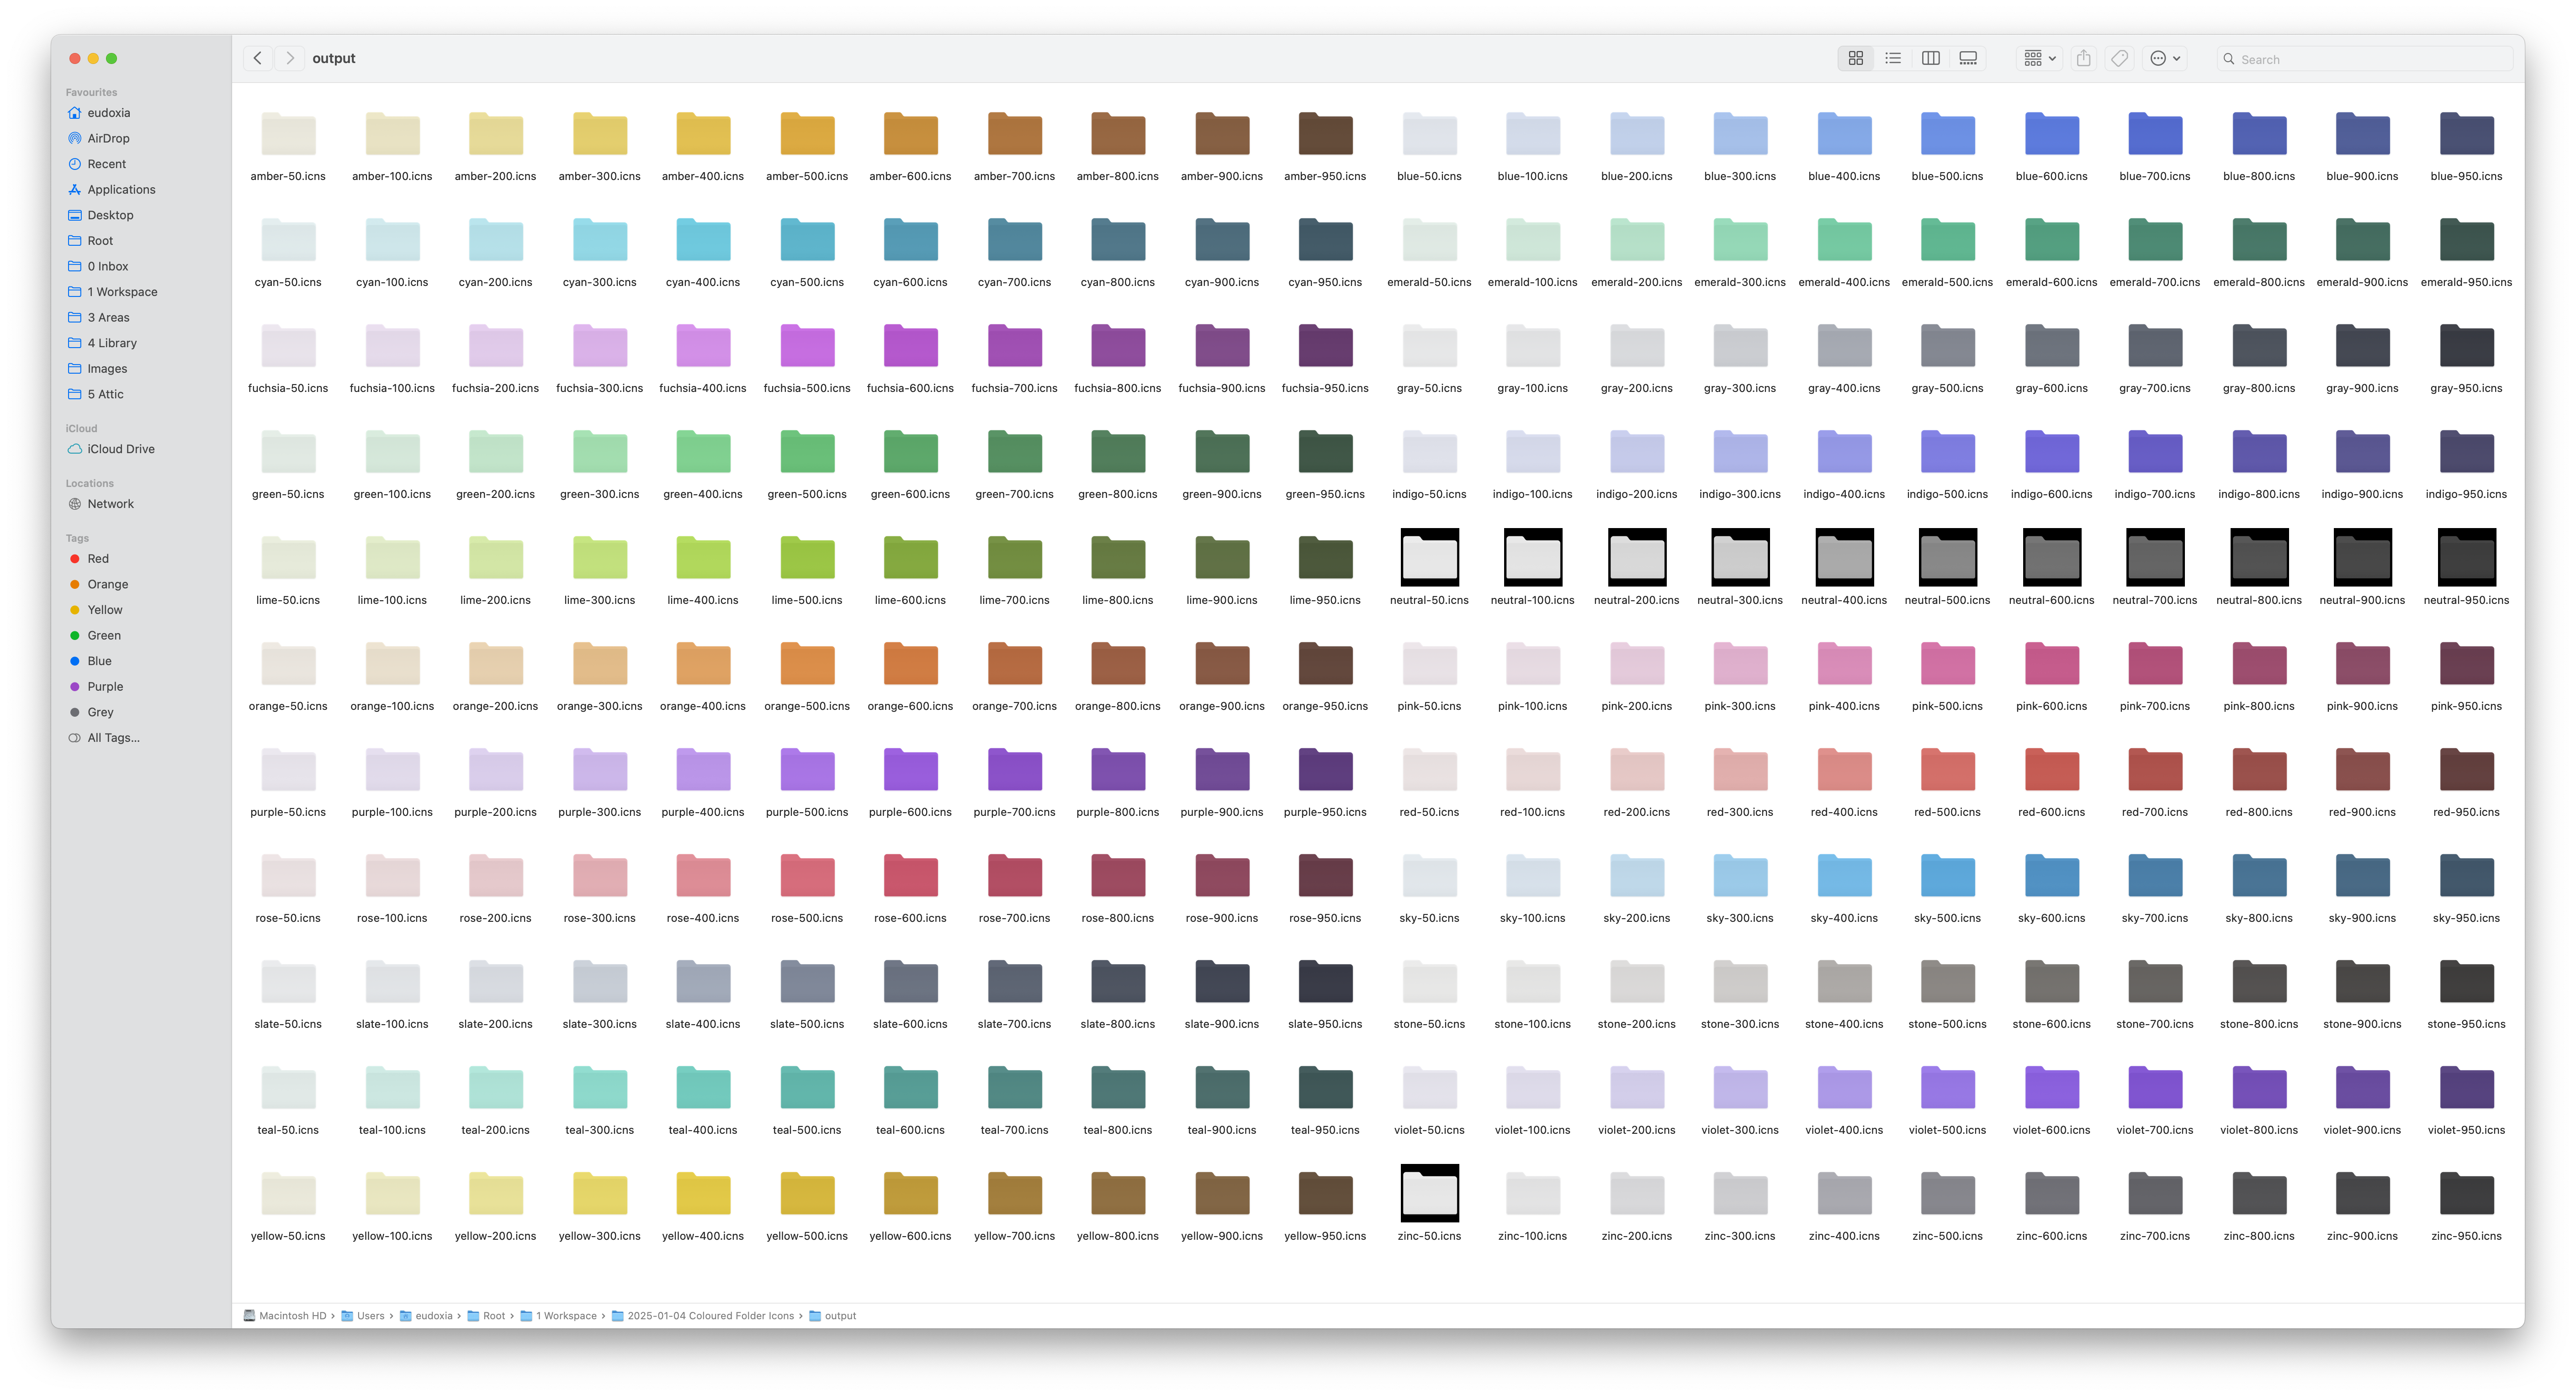 output
Search
Favourites
eudoxia
AirDrop
Recent
Applications
Desktop
Root
0 Inbox
1 Workspace
3 Areas
4 Library
Images
5 Attic
iCloud
iCloud Drive
Locations
Network
Tags
Red
Orange
Yellow
Green
Blue
Purple
Grey
All Tags...
amber-50.icns amber-100.icns amber-200.icns amber-300.icns amber-400.icns amber-500.icns amber-600.icns amber-700.icns amber-800.icns amber-900.icns amber-950.icns blue-50.icns blue-100.icns blue-200.icns blue-300.icns blue-400.icns blue-500.icns blue-600.icns blue-700.icns blue-800.icns blue-900.icns blue-950.icns
cyan-50.icns cyan-100.icns cyan-200.icns cyan-300.icns cyan-400.icns cyan-500.icns cyan-600.icns cyan-700.icns cyan-800.icns cyan-900.icns cyan-950.icns emerald-50.icns emerald-100.icns emerald-200.icns emerald-300.icns emerald-400.icns emerald-500.icns emerald-600.icns emerald-700.icns emerald-800.icns emerald-900.icns emerald-950.icns
fuchsia-50.icns fuchsia-100.icns fuchsia-200.icns fuchsia-300.icns fuchsia-400.icns fuchsia-500.icns fuchsia-600.icns fuchsia-700.icns fuchsia-800.icns fuchsia-900.icns fuchsia-950.icns gray-50.icns gray-100.icns gray-200.icns gray-300.icns gray-400.icns gray-500.icns gray-600.icns gray-700.icns gray-800.icns gray-900.icns gray-950.icns
green-50.icns green-100.icns green-200.icns green-300.icns green-400.icns green-500.icns green-600.icns green-700.icns green-800.icns green-900.icns green-950.icns indigo-50.icns indigo-100.icns indigo-200.icns indigo-300.icns indigo-400.icns indigo-500.icns indigo-600.icns indigo-700.icns indigo-800.icns indigo-900.icns indigo-950.icns
lime-50.icns lime-100.icns lime-200.icns lime-300.icns lime-400.icns lime-500.icns lime-600.icns lime-700.icns lime-800.icns lime-900.icns lime-950.icns neutral-50.icns neutral-100.icns neutral-200.icns neutral-300.icns neutral-400.icns neutral-500.icns neutral-600.icns neutral-700.icns neutral-800.icns neutral-900.icns neutral-950.icns
orange-50.icns orange-100.icns orange-200.icns orange-300.icns orange-400.icns orange-500.icns orange-600.icns orange-700.icns orange-800.icns orange-900.icns orange-950.icns pink-50.icns pink-100.icns pink-200.icns pink-300.icns pink-400.icns pink-500.icns pink-600.icns pink-700.icns pink-800.icns pink-900.icns pink-950.icns
purple-50.icns purple-100.icns purple-200.icns purple-300.icns purple-400.icns purple-500.icns purple-600.icns purple-700.icns purple-800.icns purple-900.icns purple-950.icns red-50.icns red-100.icns red-200.icns red-300.icns red-400.icns red-500.icns red-600.icns red-700.icns red-800.icns red-900.icns red-950.icns
rose-50.icns rose-100.icns rose-200.icns rose-300.icns rose-400.icns rose-500.icns rose-600.icns rose-700.icns rose-800.icns rose-900.icns rose-950.icns sky-50.icns sky-100.icns sky-200.icns sky-300.icns sky-400.icns sky-500.icns sky-600.icns sky-700.icns sky-800.icns sky-900.icns sky-950.icns
slate-50.icns slate-100.icns slate-200.icns slate-300.icns slate-400.icns slate-500.icns slate-600.icns slate-700.icns slate-800.icns slate-900.icns slate-950.icns stone-50.icns stone-100.icns stone-200.icns stone-300.icns stone-400.icns stone-500.icns stone-600.icns stone-700.icns stone-800.icns stone-900.icns stone-950.icns
teal-50.icns teal-100.icns teal-200.icns teal-300.icns teal-400.icns teal-500.icns teal-600.icns teal-700.icns teal-800.icns teal-900.icns teal-950.icns violet-50.icns violet-100.icns violet-200.icns violet-300.icns violet-400.icns violet-500.icns violet-600.icns violet-700.icns violet-800.icns violet-900.icns violet-950.icns
yellow-50.icns yellow-100.icns yellow-200.icns yellow-300.icns yellow-400.icns yellow-500.icns yellow-600.icns yellow-700.icns yellow-800.icns yellow-900.icns yellow-950.icns zinc-50.icns zinc-100.icns zinc-200.icns zinc-300.icns zinc-400.icns zinc-500.icns zinc-600.icns zinc-700.icns zinc-800.icns zinc-900.icns zinc-950.icns
Macintosh HD › Users › eudoxia › Root › 1 Workspace › 2025-01-04 Coloured Folder Icons › output